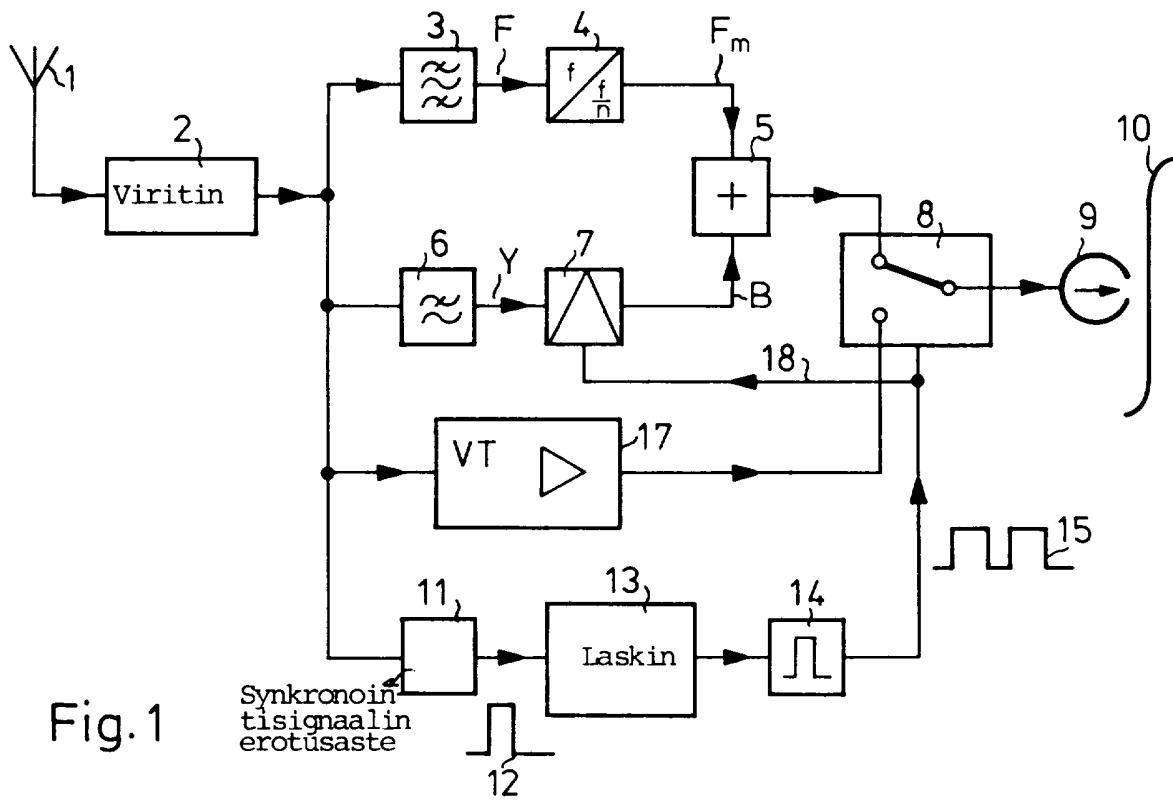 1
2
Viritin
3
F
4
f
f
n
Fm
5
+
6
Y
7
B
8
9
10
18
VT
17
15
11
13
Laskin
14
Synkronoin
tisignaalin
erotusaste
12
Fig. 1